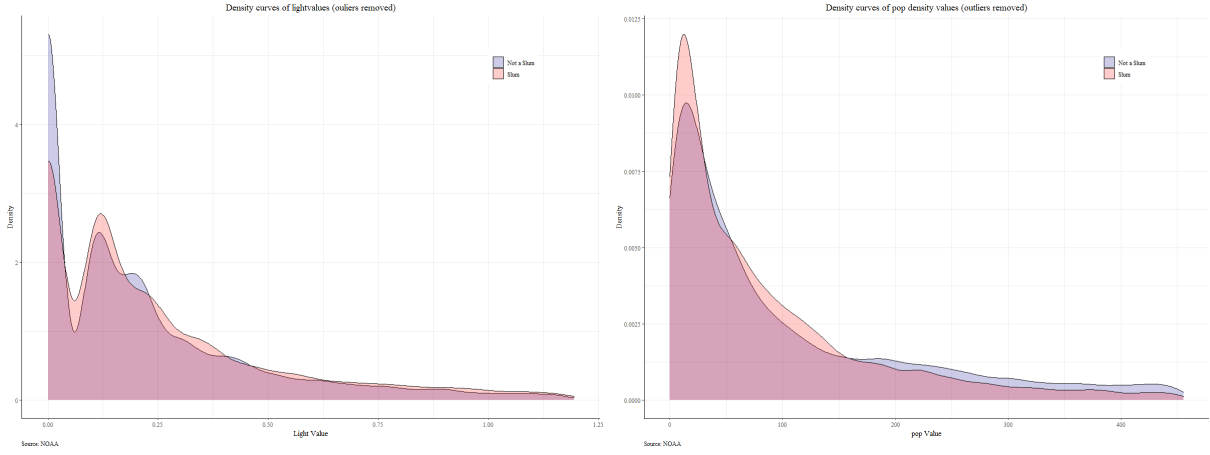 Density curves of lightvalues (ouliers removed)
Density
4
2
0
Not a Slum
Slum
0.00 0.25 0.50 0.75 1.00 1.25
Light Value
Source: NOAA
Density curves of pop density values (outliers removed)
Density
0.0125
0.0100
0.0075
0.0050
0.0025
0.0000
Not a Slum
Slum
0 100 200 300 400
pop Value
Source: NOAA